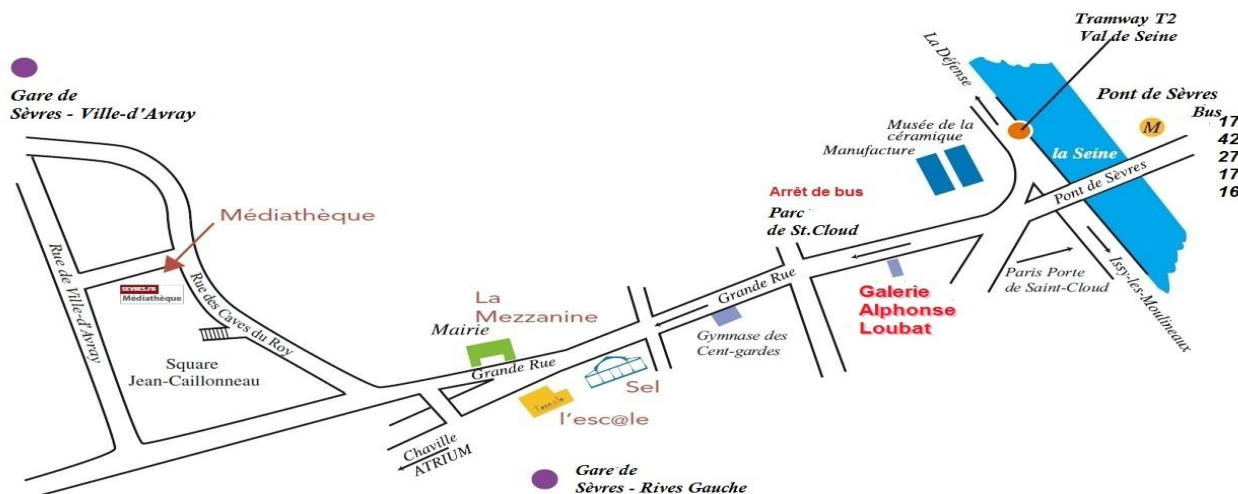 Gare de
Sèvres - Ville-d'Avray
Tramway T2
Val de Seine
La Défense
Pont de Sèvres
Bus
17
42
27
17
16
M
Musée de la
céramique
Manufacture
la Seine
Pont de Sèvres
Arrêt de bus
Parc
de St.Cloud
Médiathèque
Rue de Ville-d'Avray
SEVRES.FR
Médiathèque
Rue des Caves du Roy
Square
Jean-Caillonneau
Grande Rue
Galerie
Alphonse
Loubat
Paris Porte
de Saint-Cloud
Issy-les-Moulineaux
La
Mezzanine
Mairie
Grande Rue
Gymnase des
Cent-gardes
Sel
l'esc@le
l'esc@le
Chaville
ATRIUM
Gare de
Sèvres - Rives Gauche